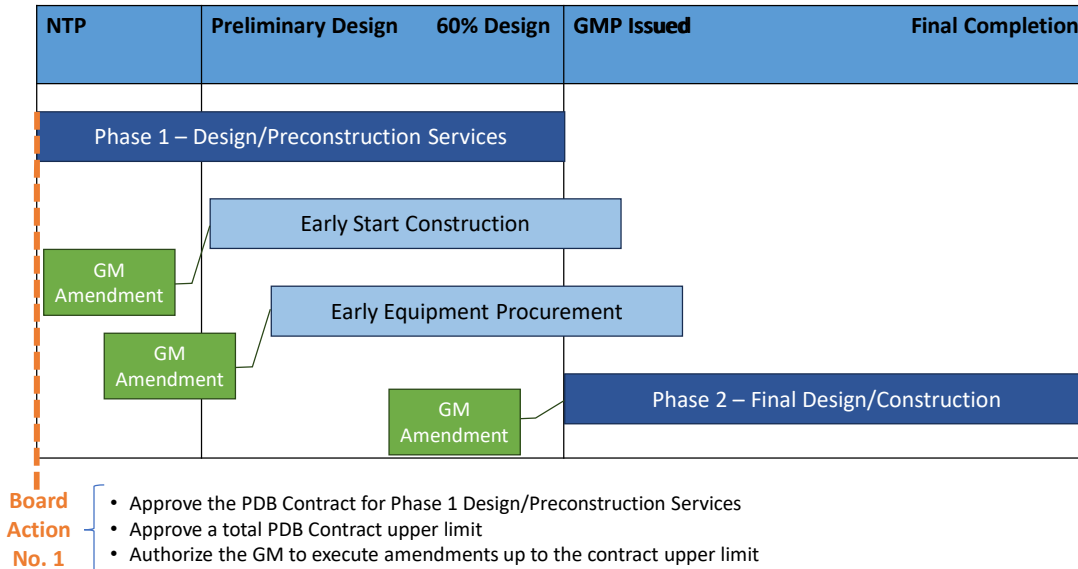 NTP
Preliminary Design
60% Design
GMP Issued
Final Completion
Phase 1 – Design/Preconstruction Services
Early Start Construction
GM
Amendment
Early Equipment Procurement
GM
Amendment
Phase 2 – Final Design/Construction
GM
Amendment
Board
Action
No. 1
• Approve the PDB Contract for Phase 1 Design/Preconstruction Services
• Approve a total PDB Contract upper limit
• Authorize the GM to execute amendments up to the contract upper limit